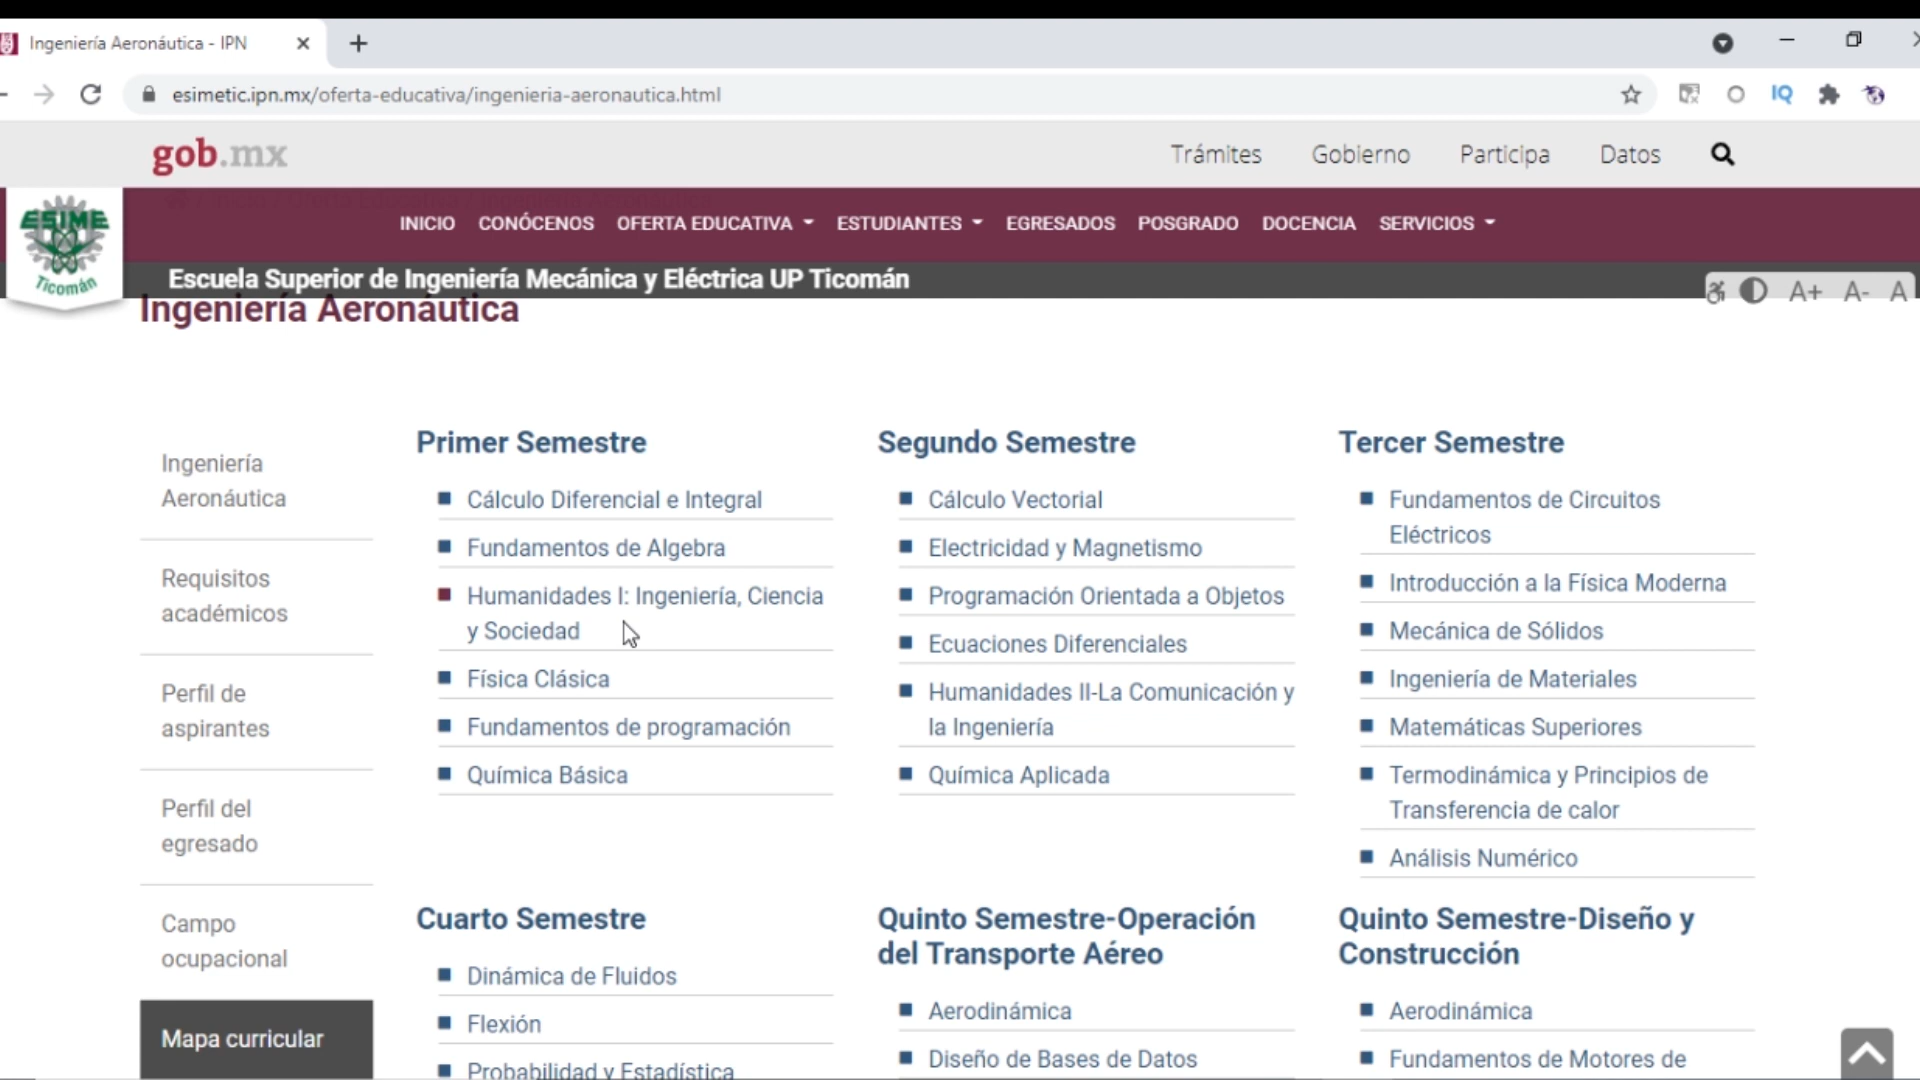 Ingeniería Aeronáutica - IPN
esimetic.ipn.mx/oferta-educativa/ingenieria-aeronautica.html
IQ
gob.mx
Trámites
Gobierno
Participa
Datos
ESIME
Ticomán
INICIO
CONÓCENOS
OFERTA EDUCATIVA
ESTUDIANTES
EGRESADOS
POSGRADO
DOCENCIA
SERVICIOS
Escuela Superior de Ingeniería Mecánica y Eléctrica UP Ticomán
A+
A-
A
Ingeniería Aeronáutica
Ingeniería
Aeronáutica
Requisitos
académicos
Perfil de
aspirantes
Perfil del
egresado
Campo
ocupacional
Mapa curricular
Primer Semestre
Cálculo Diferencial e Integral
Fundamentos de Algebra
Humanidades I: Ingeniería, Ciencia
y Sociedad
Física Clásica
Fundamentos de programación
Química Básica
Segundo Semestre
Cálculo Vectorial
Electricidad y Magnetismo
Programación Orientada a Objetos
Ecuaciones Diferenciales
Humanidades II-La Comunicación y
la Ingeniería
Química Aplicada
Tercer Semestre
Fundamentos de Circuitos
Eléctricos
Introducción a la Física Moderna
Mecánica de Sólidos
Ingeniería de Materiales
Matemáticas Superiores
Termodinámica y Principios de
Transferencia de calor
Análisis Numérico
Cuarto Semestre
Dinámica de Fluidos
Flexión
Probabilidad y Estadística
Quinto Semestre-Operación
del Transporte Aéreo
Aerodinámica
Diseño de Bases de Datos
Quinto Semestre-Diseño y
Construcción
Aerodinámica
Fundamentos de Motores de